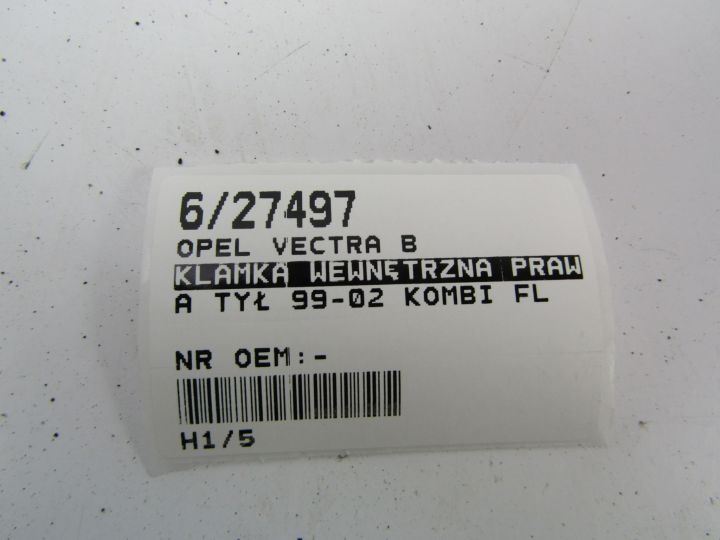 6/27497
OPEL VECTRA B
KLAMKA WEWNĘTRZNA PRAW
A TYŁ 99-02 KOMBI FL
NR OEM:-
H1/5